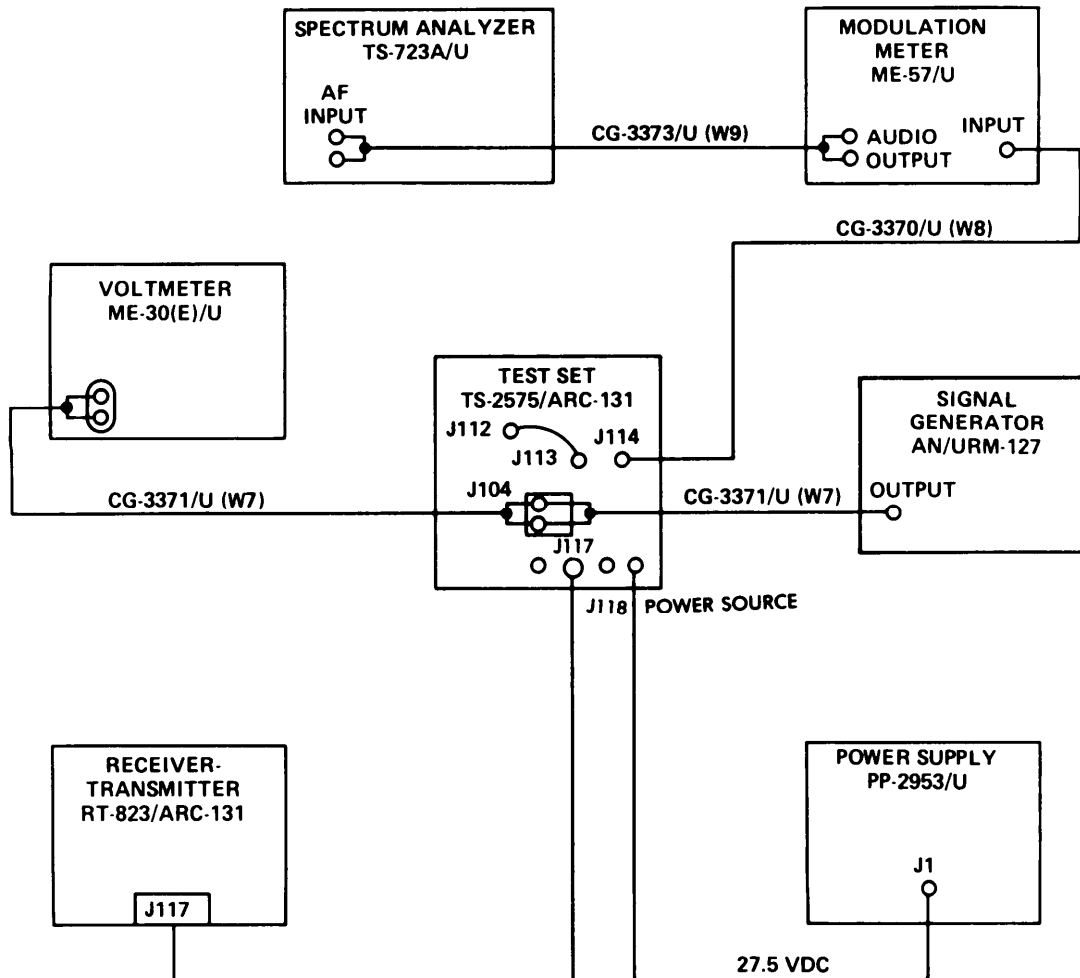 SPECTRUM ANALYZER
TS-723A/U
AF
INPUT
MODULATION
METER
ME-57/U
AUDIO
OUTPUT
INPUT
CG-3373/U (W9)
CG-3370/U (W8)
VOLTMETER
ME-30(E)/U
TEST SET
TS-2575/ARC-131
J112
J113
J114
J104
J117
J118 POWER SOURCE
CG-3371/U (W7)
CG-3371/U (W7)
SIGNAL
GENERATOR
AN/URM-127
OUTPUT
RECEIVER-
TRANSMITTER
RT-823/ARC-131
J117
POWER SUPPLY
PP-2953/U
J1
27.5 VDC